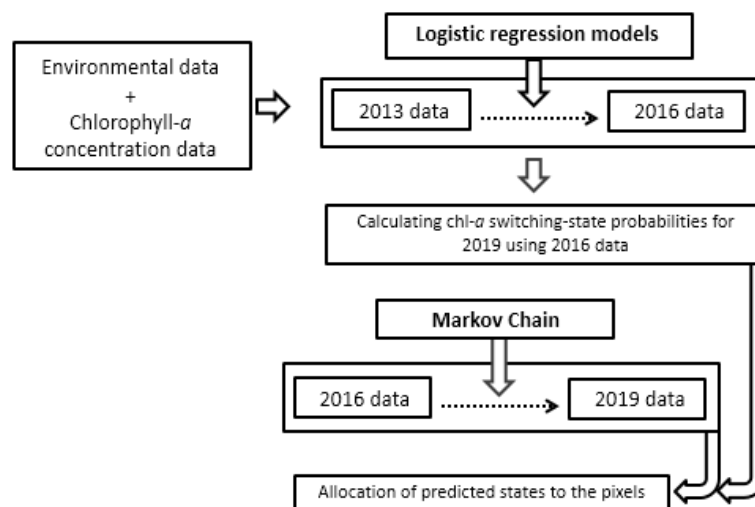 Logistic regression models
Environmental data
+
Chlorophyll-a
concentration data
2013 data
2016 data
Calculating chl-a switching-state probabilities for
2019 using 2016 data
Markov Chain
2016 data
2019 data
Allocation of predicted states to the pixels